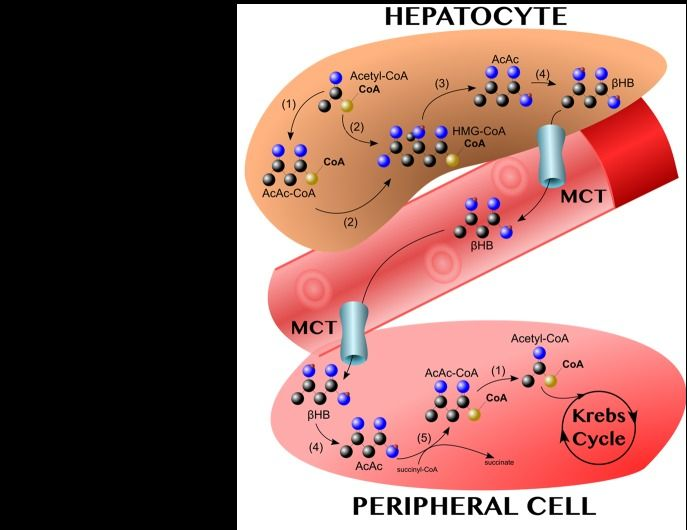 HEPATOCYTE
AcAc
Acetyl-CoA
CoA
(3)
(4)
βHB
(1)
(2)
HMG-CoA
CoA
CoA
AcAc-CoA
(2)
MCT
βHB
MCT
Acetyl-CoA
CoA
AcAc-CoA
(1)
CoA
βHB
Krebs
Cycle
(4)
(5)
AcAc
succinyl-CoA
succinate
PERIPHERAL CELL